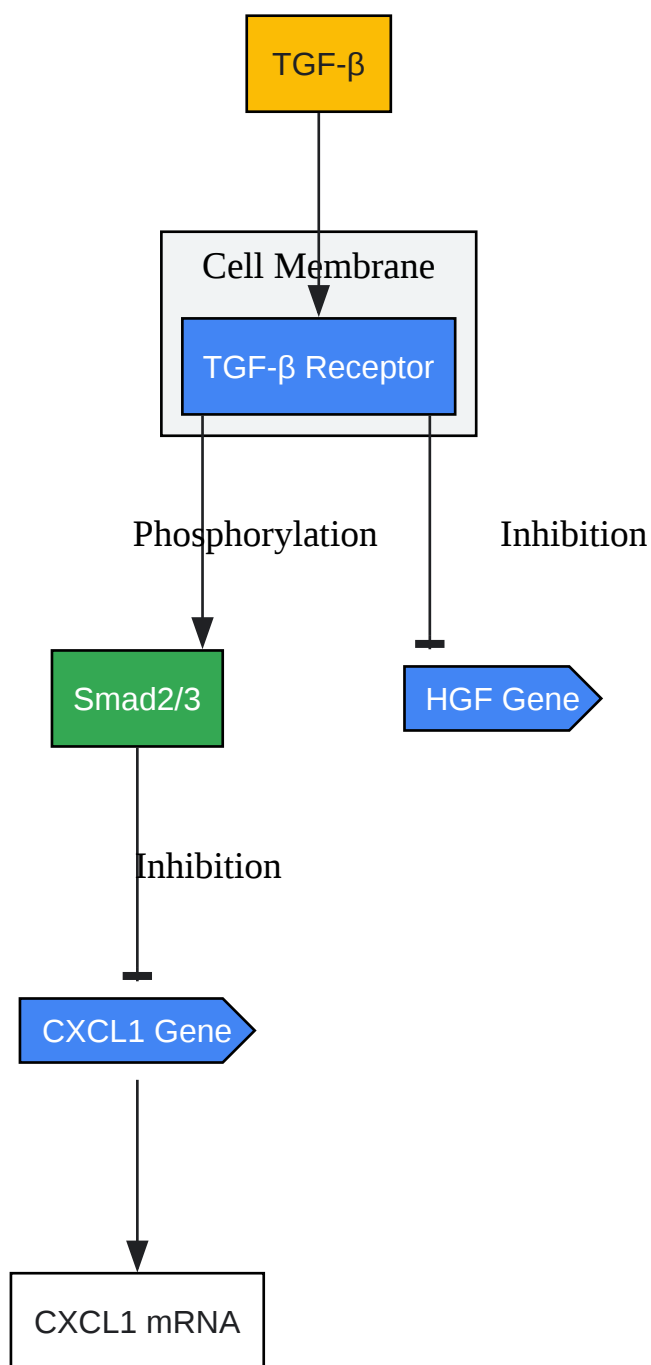 TGF-β
Cell Membrane
TGF-β Receptor
Phosphorylation
Inhibition
Smad2/3
HGF Gene
Inhibition
CXCL1 Gene
CXCL1 mRNA